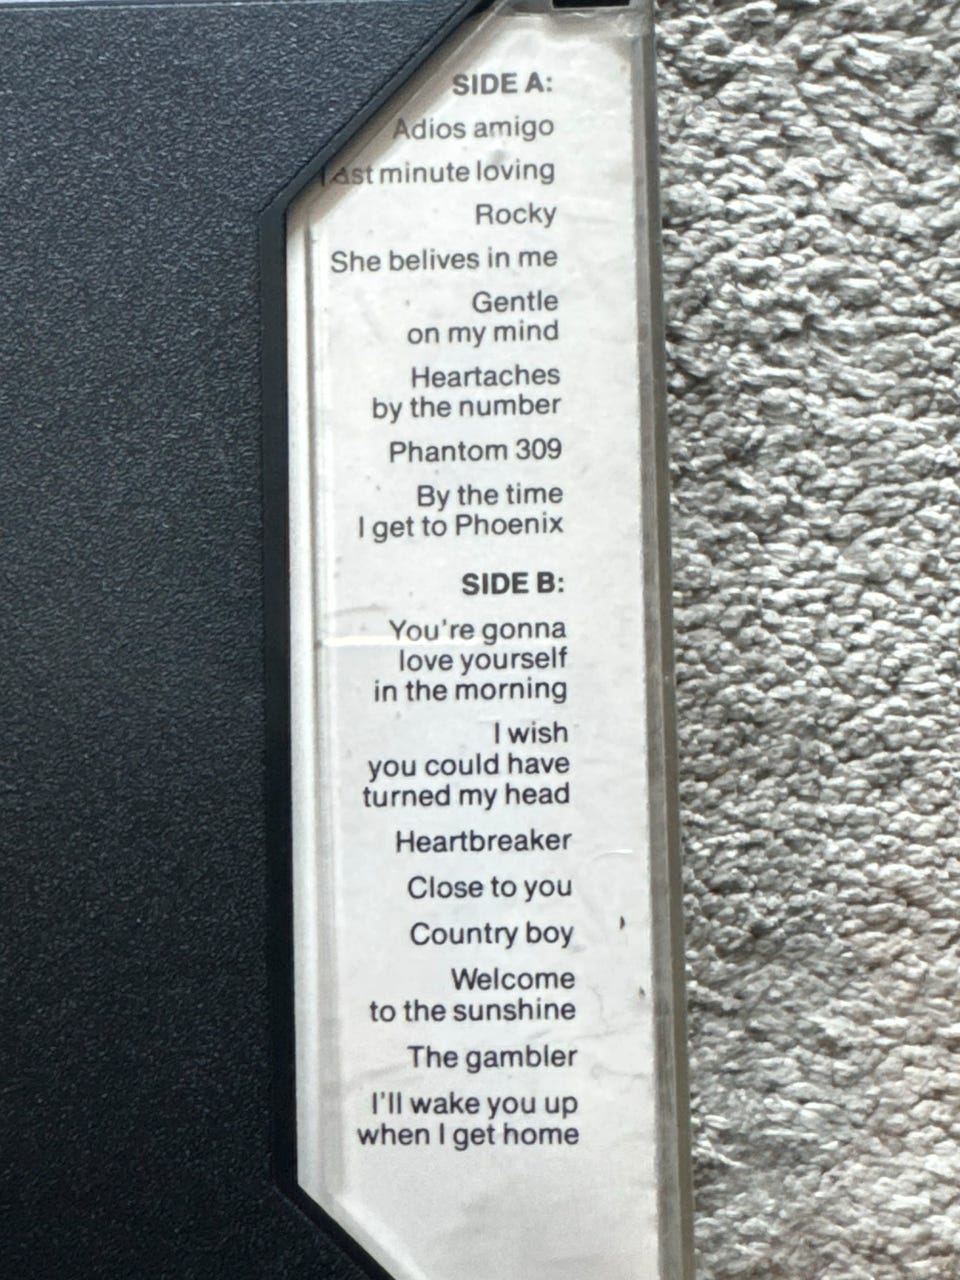 SIDE A:
Adios amigo
Last minute loving
Rocky
She belives in me
Gentle
on my mind
Heartaches
by the number
Phantom 309
By the time
I get to Phoenix
SIDE B:
You're gonna
love yourself
in the morning
I wish
you could have
turned my head
Heartbreaker
Close to you
Country boy
Welcome
to the sunshine
The gambler
I'll wake you up
when I get home